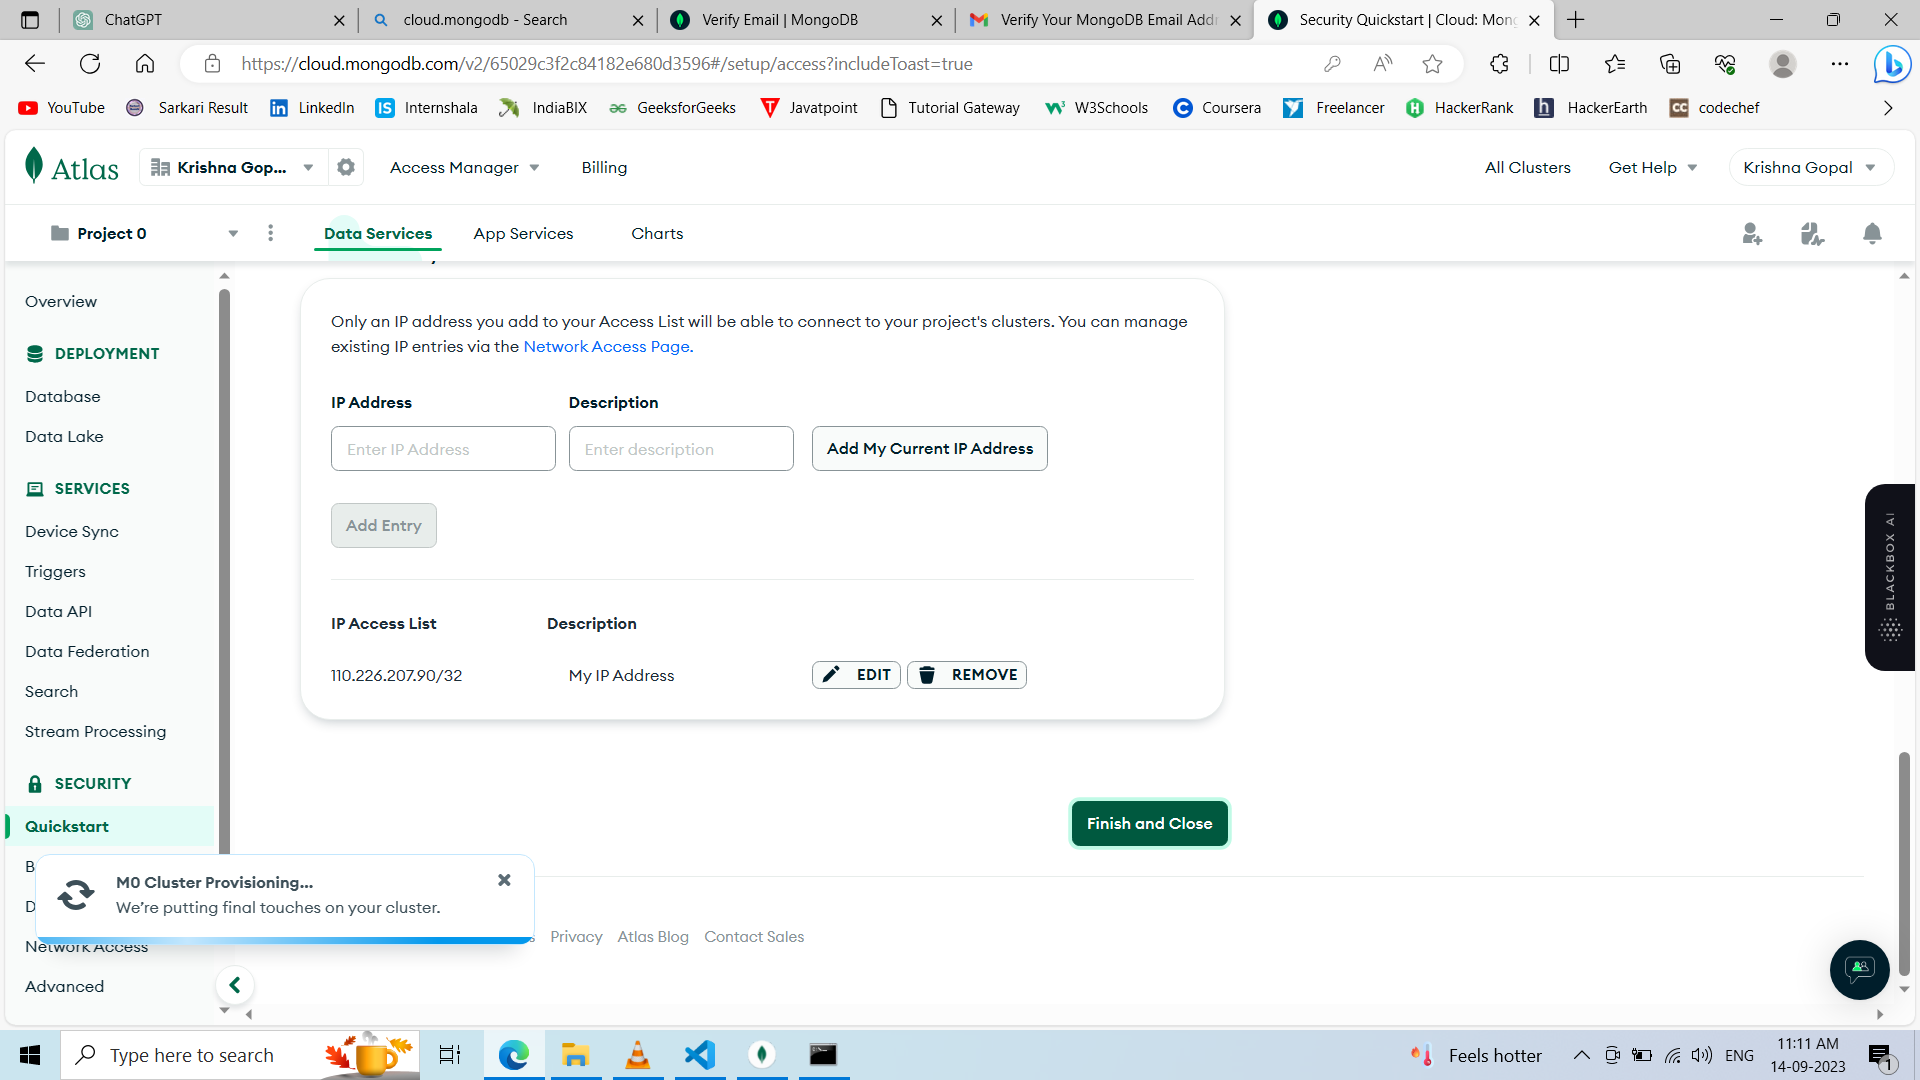 ChatGPT
cloud.mongodb - Search
Verify Email | MongoDB
Verify Your MongoDB Email Addr
Security Quickstart | Cloud: Mong
https://cloud.mongodb.com/v2/65029c3f2c84182e680d3596#/setup/access?includeToast=true
YouTube
Sarkari Result
LinkedIn
Internshala
IndiaBIX
GeeksforGeeks
Javatpoint
Tutorial Gateway
W3Schools
Coursera
Freelancer
HackerRank
HackerEarth
codechef
Atlas
Krishna Gop...
Access Manager
Billing
All Clusters
Get Help
Krishna Gopal
Project 0
Data Services
App Services
Charts
Overview
DEPLOYMENT
Database
Data Lake
SERVICES
Device Sync
Triggers
Data API
Data Federation
Search
Stream Processing
SECURITY
Quickstart
B
D
Network Access
Advanced
Only an IP address you add to your Access List will be able to connect to your project's clusters. You can manage
existing IP entries via the Network Access Page.
IP Address
Description
Enter IP Address
Enter description
Add My Current IP Address
Add Entry
IP Access List
Description
110.226.207.90/32
My IP Address
EDIT
REMOVE
Finish and Close
M0 Cluster Provisioning...
We're putting final touches on your cluster.
s
Privacy
Atlas Blog
Contact Sales
BLACKBOX AI
Type here to search
Feels hotter
ENG
11:11 AM
14-09-2023
1